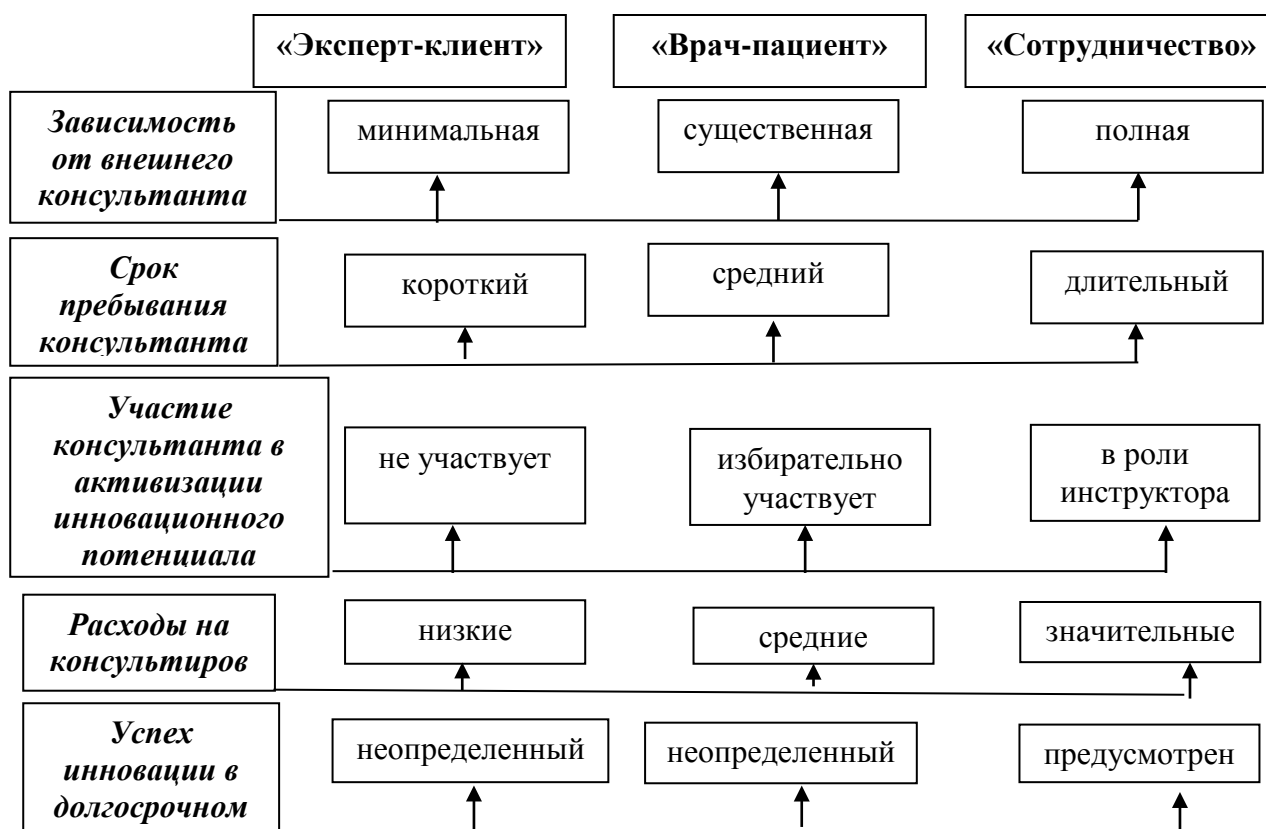 «Эксперт-клиент» «Врач-пациент» «Сотрудничество»
Зависимость
от внешнего
консультанта
минимальная
существенная
полная
Срок
пребывания
консультанта
короткий
средний
длительный
Участие
консультанта в
активизации
инновационного
потенциала
не участвует
избирательно
участвует
в роли
инструктора
Расходы на
консультиров
низкие
средние
значительные
Успех
инновации в
долгосрочном
неопределенный
неопределенный
предусмотрен